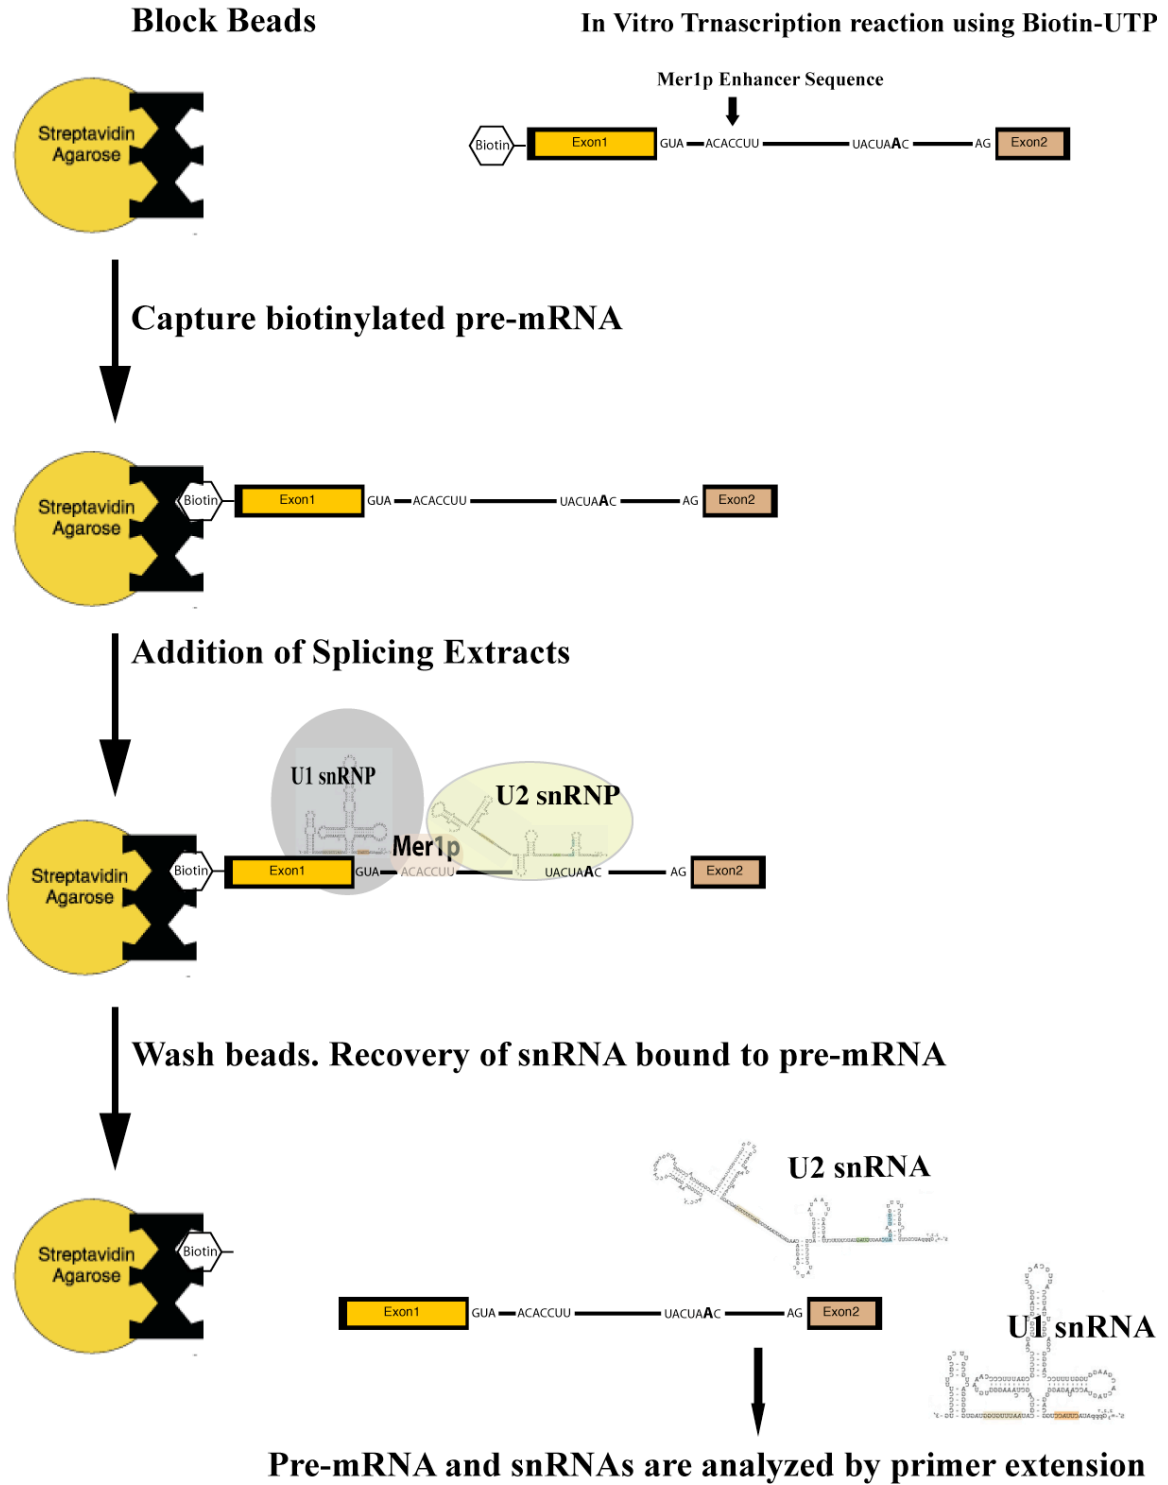 Block Beads
In Vitro Trnascription reaction using Biotin-UTP
Mer1p Enhancer Sequence
Streptavidin
Agarose
Biotin Exon1 GUA ACACCUU UACUAAC AG Exon2
Capture biotinylated pre-mRNA
Streptavidin
Agarose
Biotin Exon1 GUA ACACCUU UACUAAC AG Exon2
Addition of Splicing Extracts
U1 snRNP
U2 snRNP
Mer1p
Streptavidin
Agarose
Biotin Exon1 GUA ACACCUU UACUAAC AG Exon2
Wash beads. Recovery of snRNA bound to pre-mRNA
U2 snRNA
Streptavidin
Agarose
Biotin
Exon1 GUA ACACCUU UACUAAC AG Exon2
U1 snRNA
Pre-mRNA and snRNAs are analyzed by primer extension